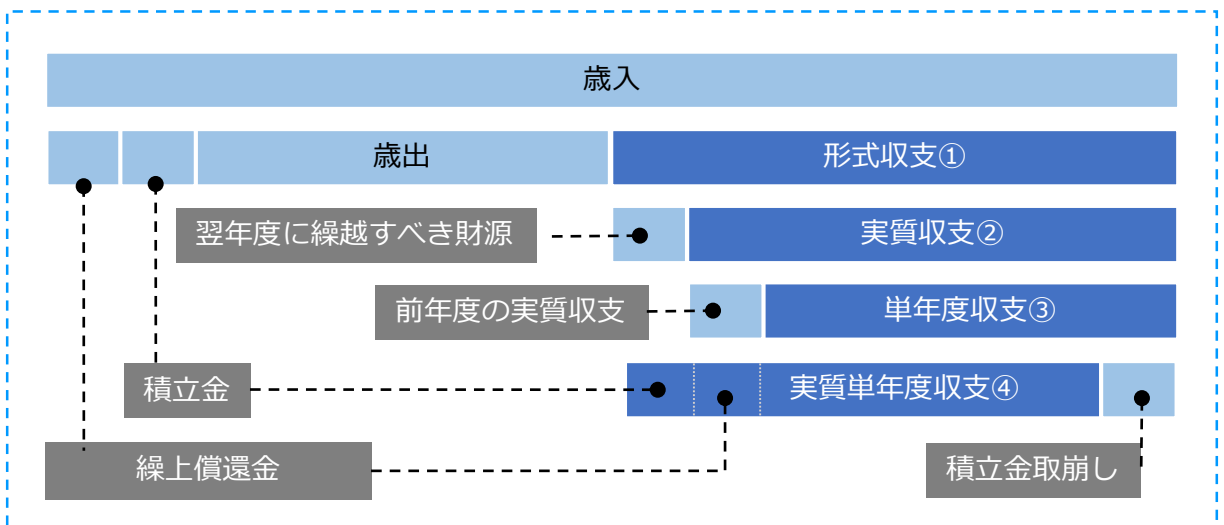 歳入
歳出
形式収支①
翌年度に繰越すべき財源
実質収支②
前年度の実質収支
単年度収支③
積立金
実質単年度収支④
繰上償還金
積立金取崩し